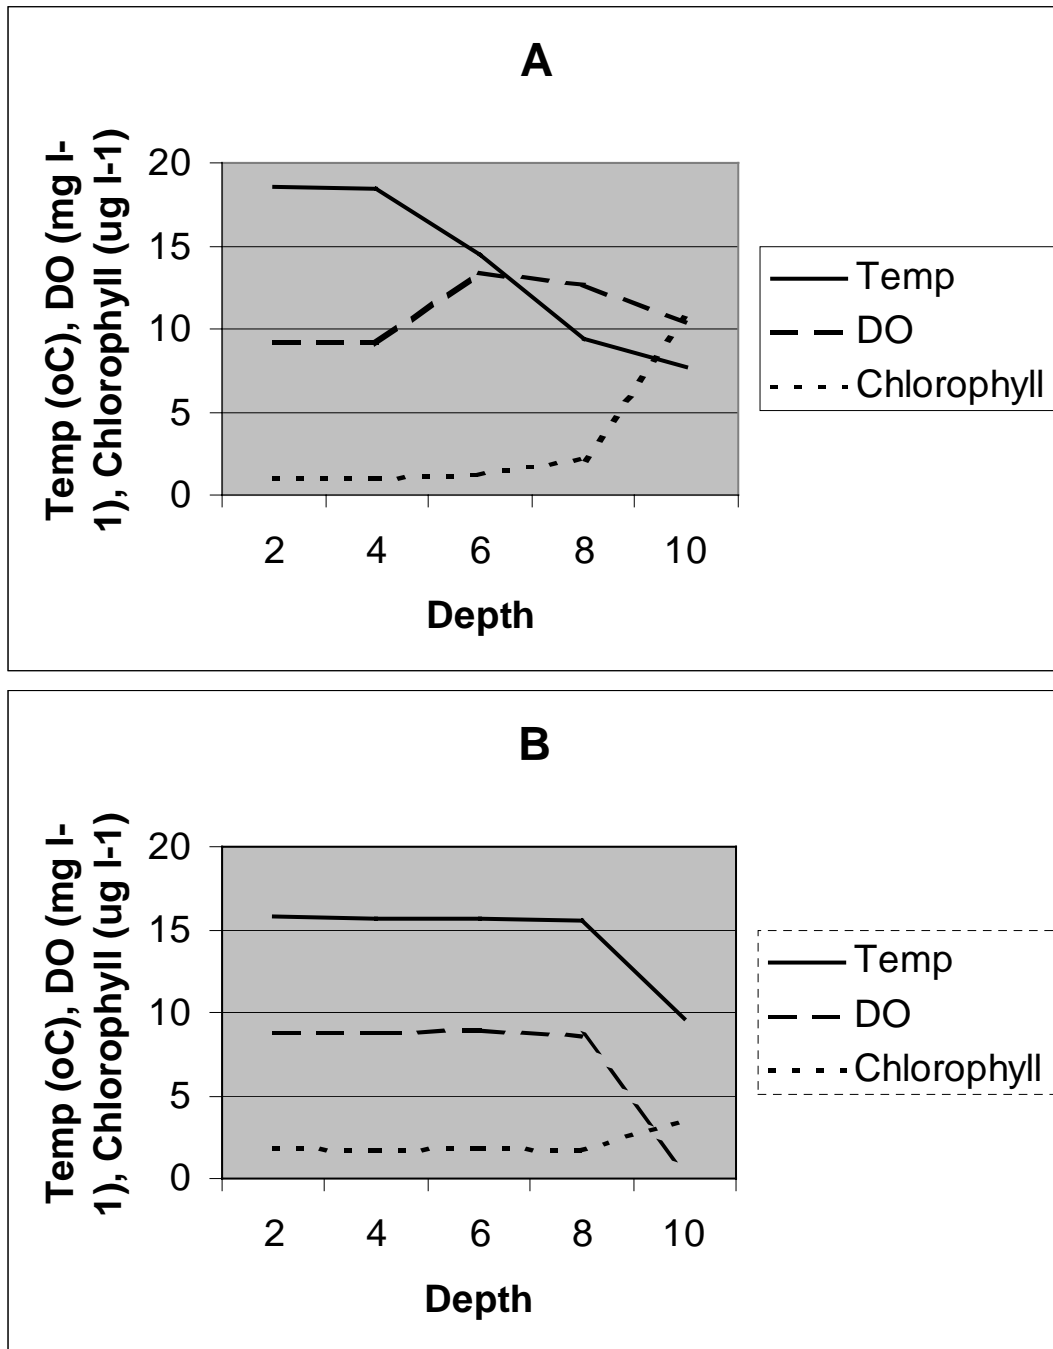 A
Temp (oC), DO (mg l-
1), Chlorophyll (ug l-1)
20
15
10
5
0
2 4 6 8 10
Depth
Temp
DO
Chlorophyll
B
Temp (oC), DO (mg l-
1), Chlorophyll (ug l-1)
20
15
10
5
0
2 4 6 8 10
Depth
Temp
DO
Chlorophyll